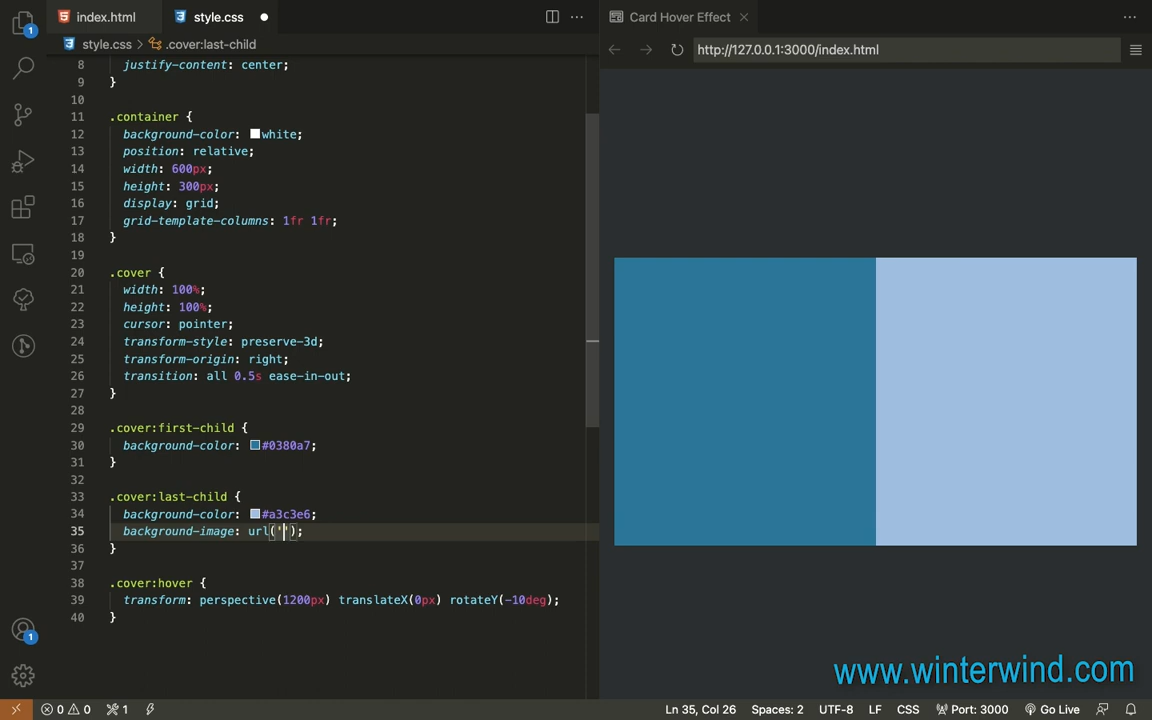 index.html
style.css
Card Hover Effect
style.css > .cover:last-child
http://127.0.0.1:3000/index.html
8 justify-content: center;
9 }
10
11 .container {
12 background-color: white;
13 position: relative;
14 width: 600px;
15 height: 300px;
16 display: grid;
17 grid-template-columns: 1fr 1fr;
18 }
19
20 .cover {
21 width: 100%;
22 height: 100%;
23 cursor: pointer;
24 transform-style: preserve-3d;
25 transform-origin: right;
26 transition: all 0.5s ease-in-out;
27 }
28
29 .cover:first-child {
30 background-color: #0380a7;
31 }
32
33 .cover:last-child {
34 background-color: #a3c3e6;
35 background-image: url('');
36 }
37
38 .cover:hover {
39 transform: perspective(1200px) translateX(0px) rotateY(-10deg);
40 }
1
1
www.winterwind.com
0 0 1 Ln 35, Col 26 Spaces: 2 UTF-8 LF CSS Port: 3000 Go Live